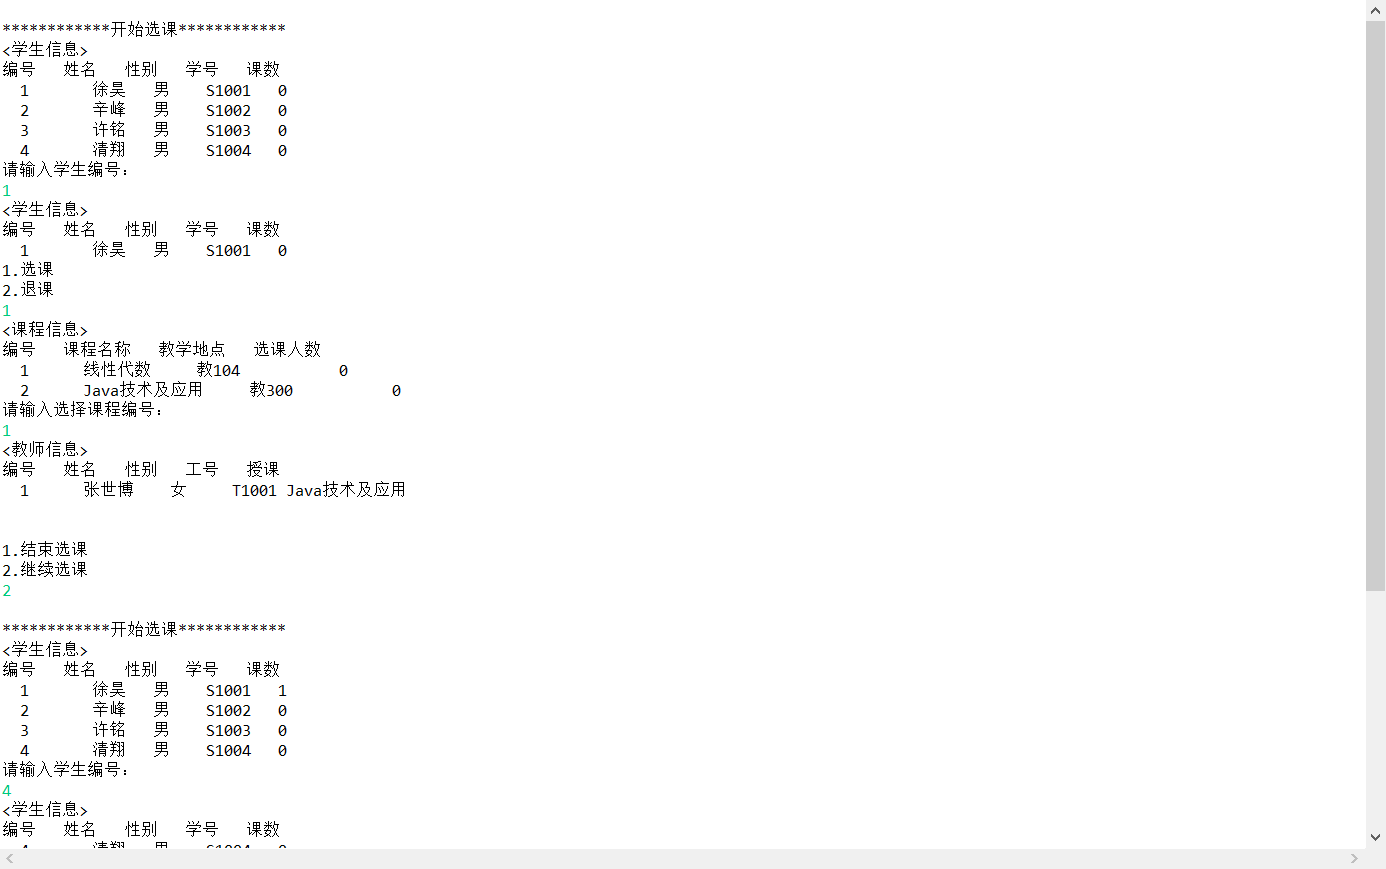 ************开始选课************
<学生信息>
编号 姓名 性别 学号 课数
1 徐昊 男 S1001 0
2 辛峰 男 S1002 0
3 许铭 男 S1003 0
4 清翔 男 S1004 0
请输入学生编号:
1
<学生信息>
编号 姓名 性别 学号 课数
1 徐昊 男 S1001 0
1.选课
2.退课
1
<课程信息>
编号 课程名称 教学地点 选课人数
1 线性代数 教104 0
2 Java技术及应用 教300 0
请输入选择课程编号:
1
<教师信息>
编号 姓名 性别 工号 授课
1 张世博 女 T1001 Java技术及应用
1.结束选课
2.继续选课
2
************开始选课************
<学生信息>
编号 姓名 性别 学号 课数
1 徐昊 男 S1001 1
2 辛峰 男 S1002 0
3 许铭 男 S1003 0
4 清翔 男 S1004 0
请输入学生编号:
4
<学生信息>
编号 姓名 性别 学号 课数
4 清翔 男 S1004 0